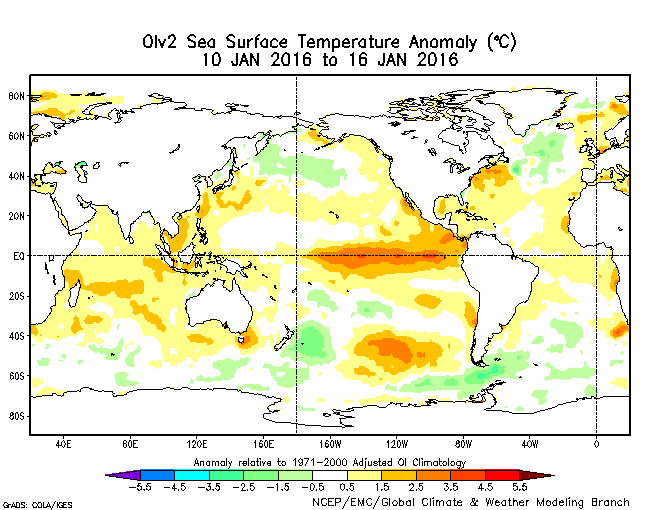 OIv2 Sea Surface Temperature Anomaly (°C)
10 JAN 2016 to 16 JAN 2016
80N
60N
40N
20N
EQ
20S
40S
60S
80S
40E 80E 120E 160E 160W 120W 80W 40W 0
Anomaly relative to 1971-2000 Adjusted OI Climatology
-5.5 -4.5 -3.5 -2.5 -1.5 -0.5 0.5 1.5 2.5 3.5 4.5 5.5
NCEP/EMC/Global Climate & Weather Modeling Branch
GrADS: COLA/IGES